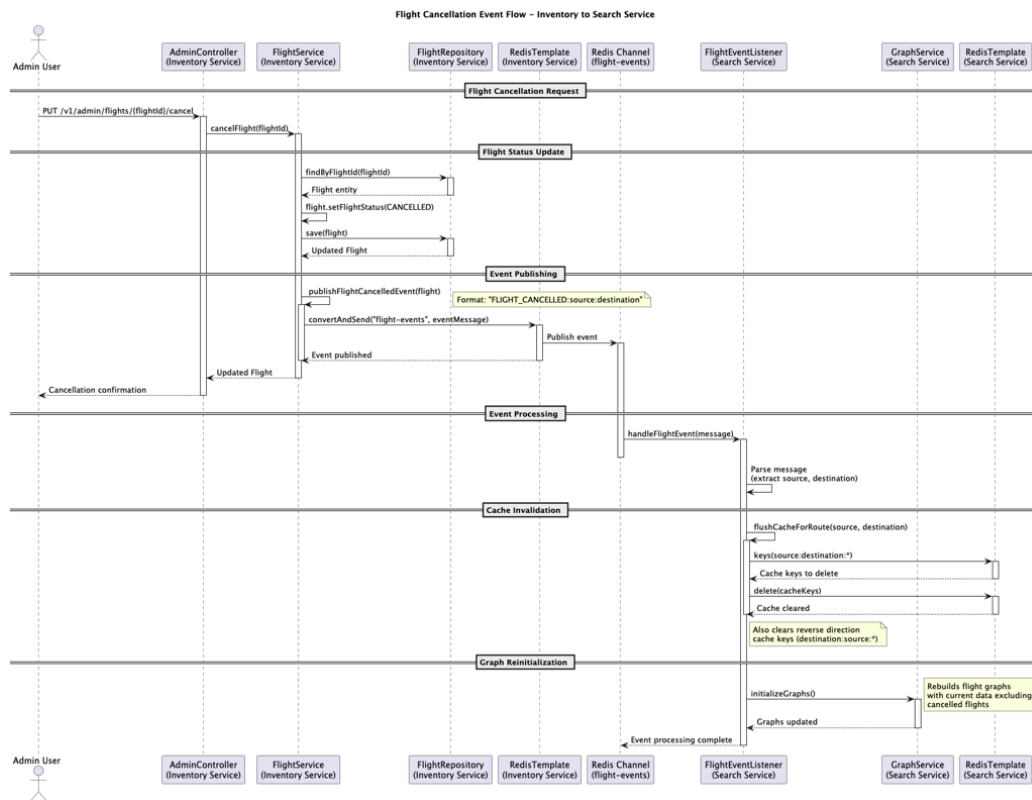 Flight Cancellation Event Flow - Inventory to Search Service
Admin User
AdminController
(Inventory Service)
FlightService
(Inventory Service)
FlightRepository
(Inventory Service)
RedisTemplate
(Inventory Service)
Redis Channel
(flight-events)
FlightEventListener
(Search Service)
GraphService
(Search Service)
RedisTemplate
(Search Service)
Flight Cancellation Request
PUT /v1/admin/flights/{flightId}/cancel
cancelFlight(flightId)
Flight Status Update
findByFlightId(flightId)
Flight entity
flight.setFlightStatus(CANCELLED)
save(flight)
Updated Flight
Event Publishing
publishFlightCancelledEvent(flight)
Format: "FLIGHT_CANCELLED:source:destination"
convertAndSend("flight-events", eventMessage)
Publish event
Event published
Updated Flight
Cancellation confirmation
Event Processing
handleFlightEvent(message)
Parse message
(extract source, destination)
Cache Invalidation
flushCacheForRoute(source, destination)
keys(source:destination:*)
Cache keys to delete
delete(cacheKeys)
Cache cleared
Also clears reverse direction
cache keys (destination:source:*)
Graph Reinitialization
initializeGraphs()
Rebuilds flight graphs
with current data excluding
cancelled flights
Graphs updated
Event processing complete
Admin User
AdminController
(Inventory Service)
FlightService
(Inventory Service)
FlightRepository
(Inventory Service)
RedisTemplate
(Inventory Service)
Redis Channel
(flight-events)
FlightEventListener
(Search Service)
GraphService
(Search Service)
RedisTemplate
(Search Service)